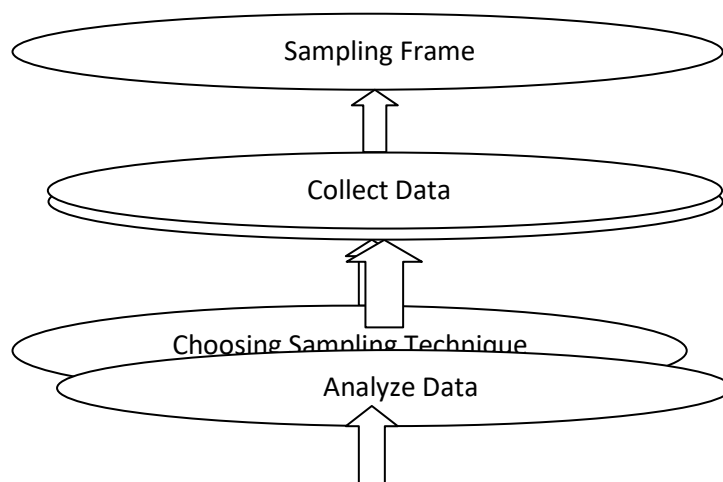 Sampling Frame
Collect Data
Choosing Sampling Technique
Analyze Data